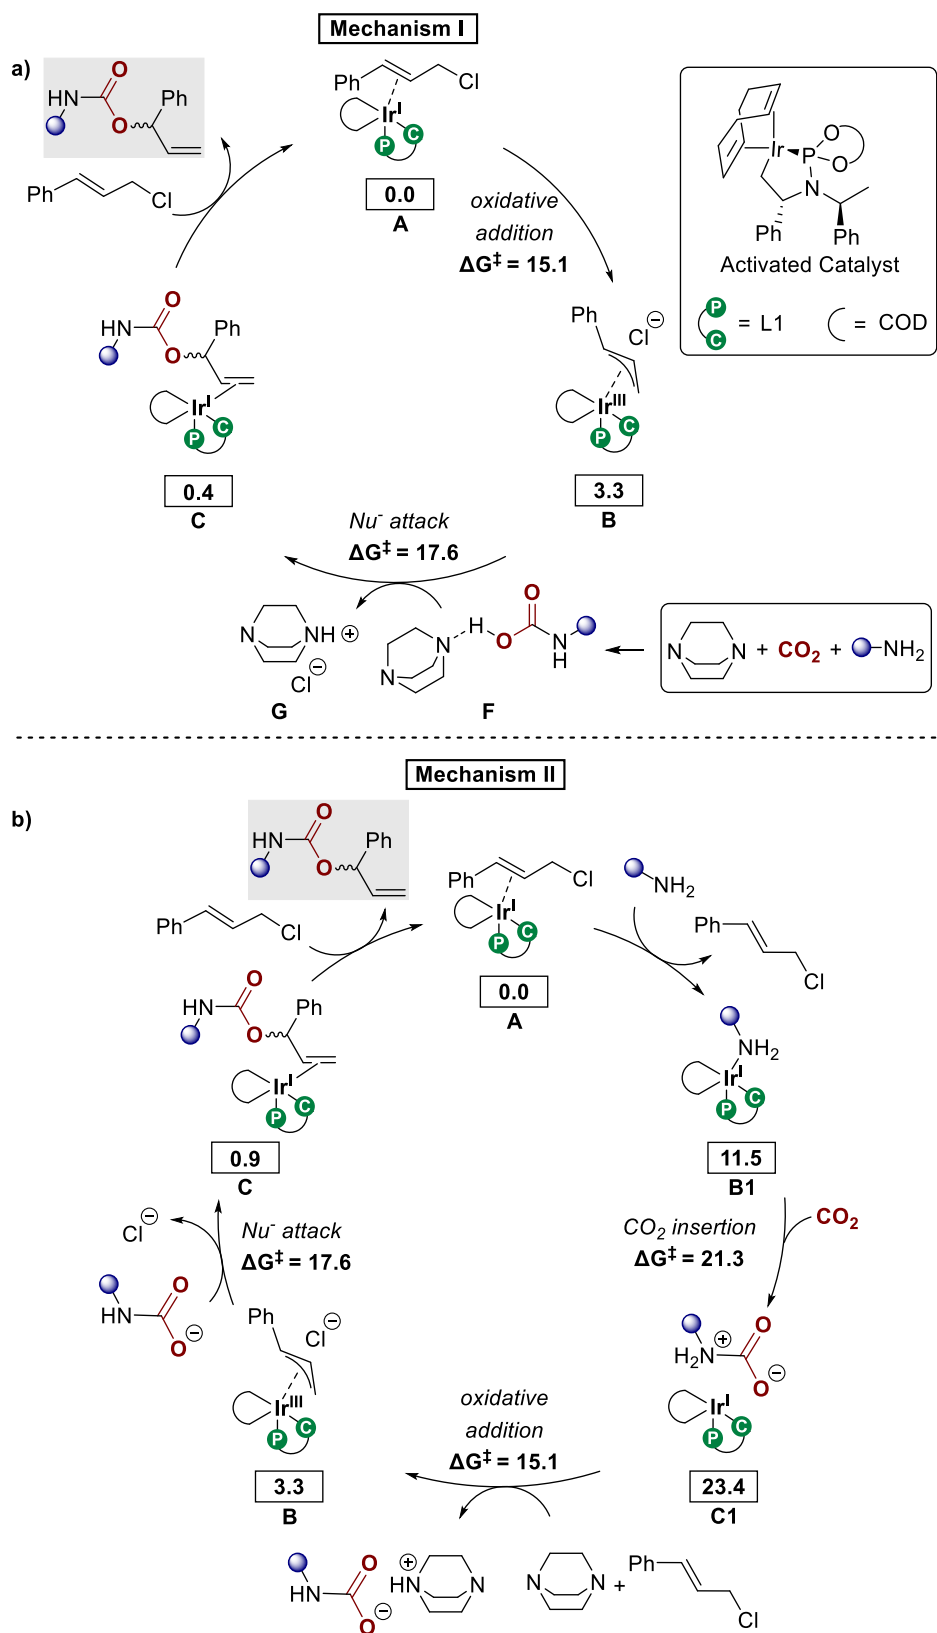 Mechanism I
a)
HN O Ph
O
Ph Cl
Ph Cl
Ir^I
P C
0.0
A
oxidative
addition
ΔG‡ = 15.1
Ir P O O
N
Ph Ph
Activated Catalyst
P C = L1 = COD
Ph Cl ⊖
Ir^III
P C
3.3
B
HN O Ph
O
Ir^I
P C
0.4
C
Nu⁻ attack
ΔG‡ = 17.6
N NH ⊕
Cl ⊖
G
N N H O O N H
F
N N + CO₂ + NH₂
Mechanism II
b)
HN O Ph
O
Ph Cl
Ph Cl
Ir^I
P C
0.0
A
NH₂
Ph Cl
NH₂
Ir^I
P C
11.5
B1
CO₂ insertion
ΔG‡ = 21.3
CO₂
H₂N ⊕ O
O ⊖
Ir^I
P C
23.4
C1
oxidative
addition
ΔG‡ = 15.1
HN O O ⊖
HN ⊕ N
N N + Ph Cl
Ph Cl ⊖
Ir^III
P C
3.3
B
Nu⁻ attack
ΔG‡ = 17.6
Cl ⊖
HN O O ⊖
HN O Ph
O
Ir^I
P C
0.9
C